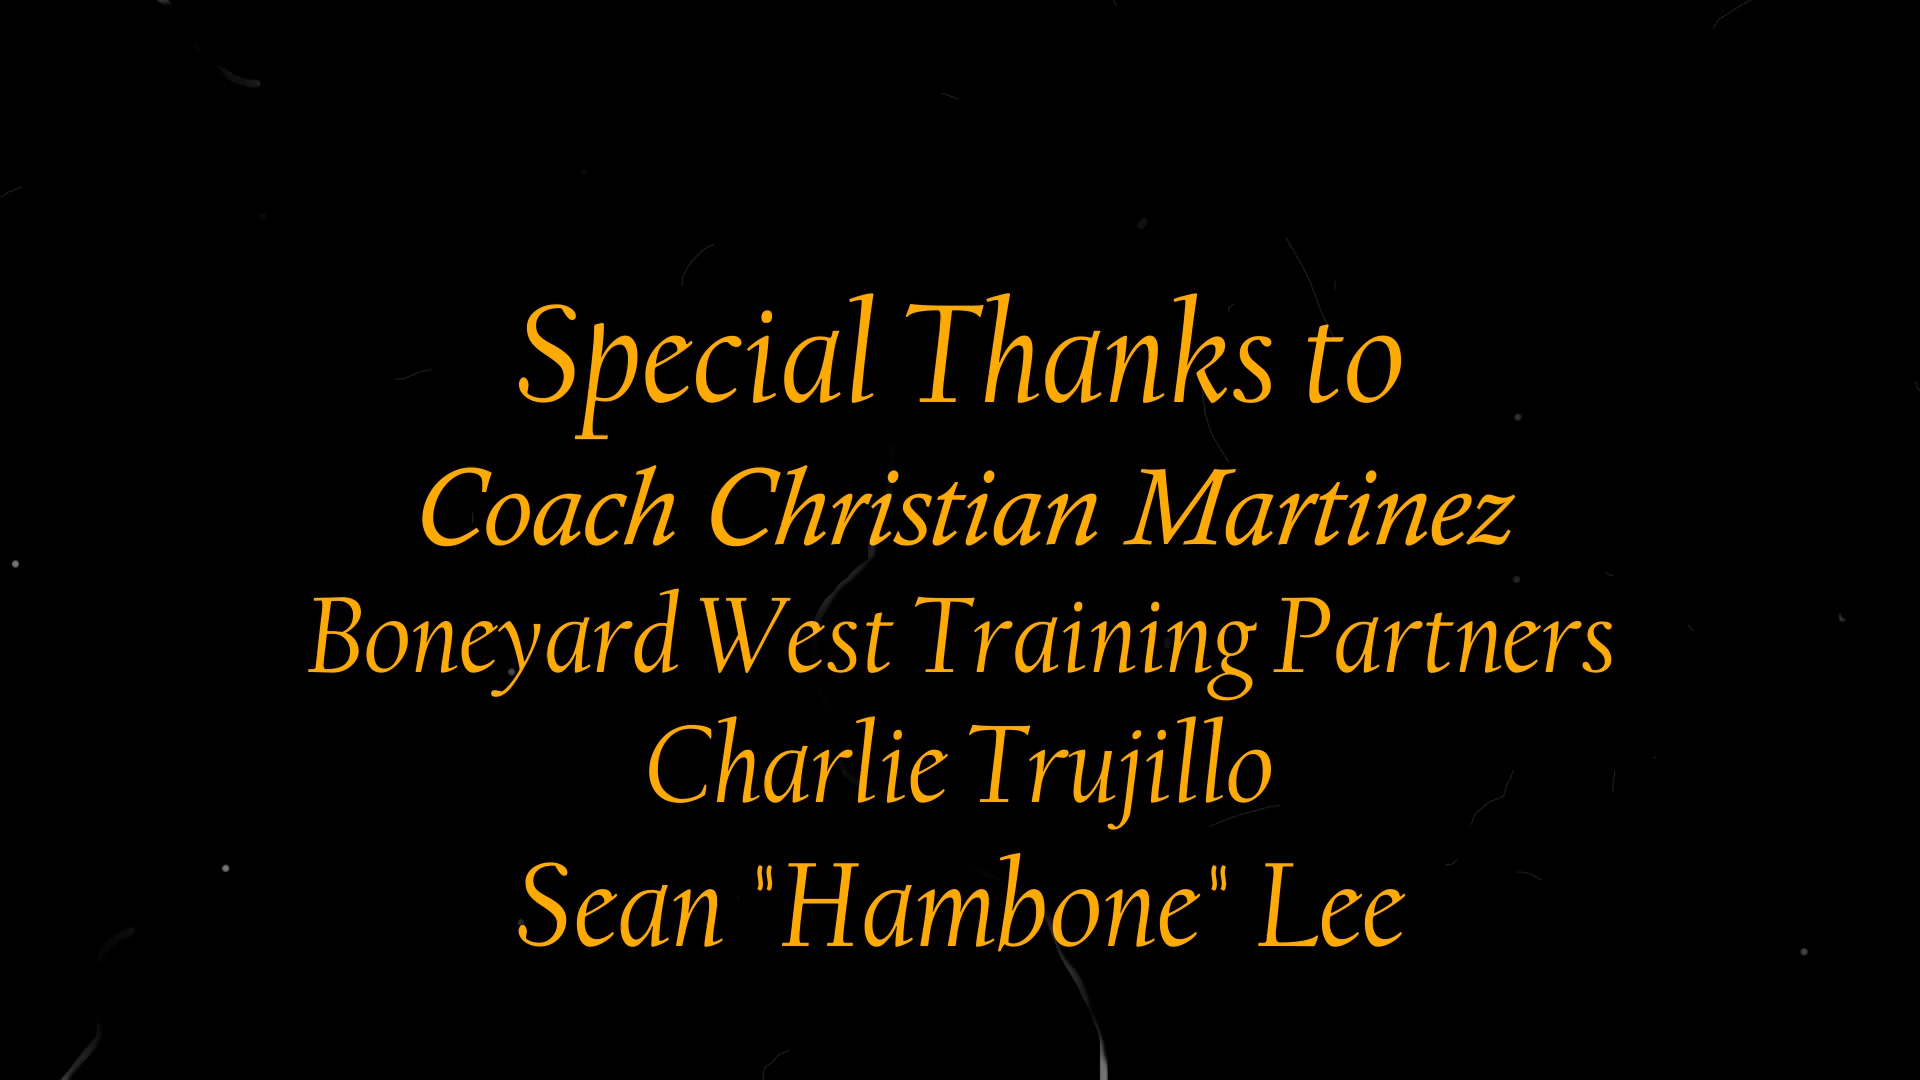 Special Thanks to
Coach Christian Martinez
Boneyard West Training Partners
Charlie Trujillo
Sean "Hambone" Lee